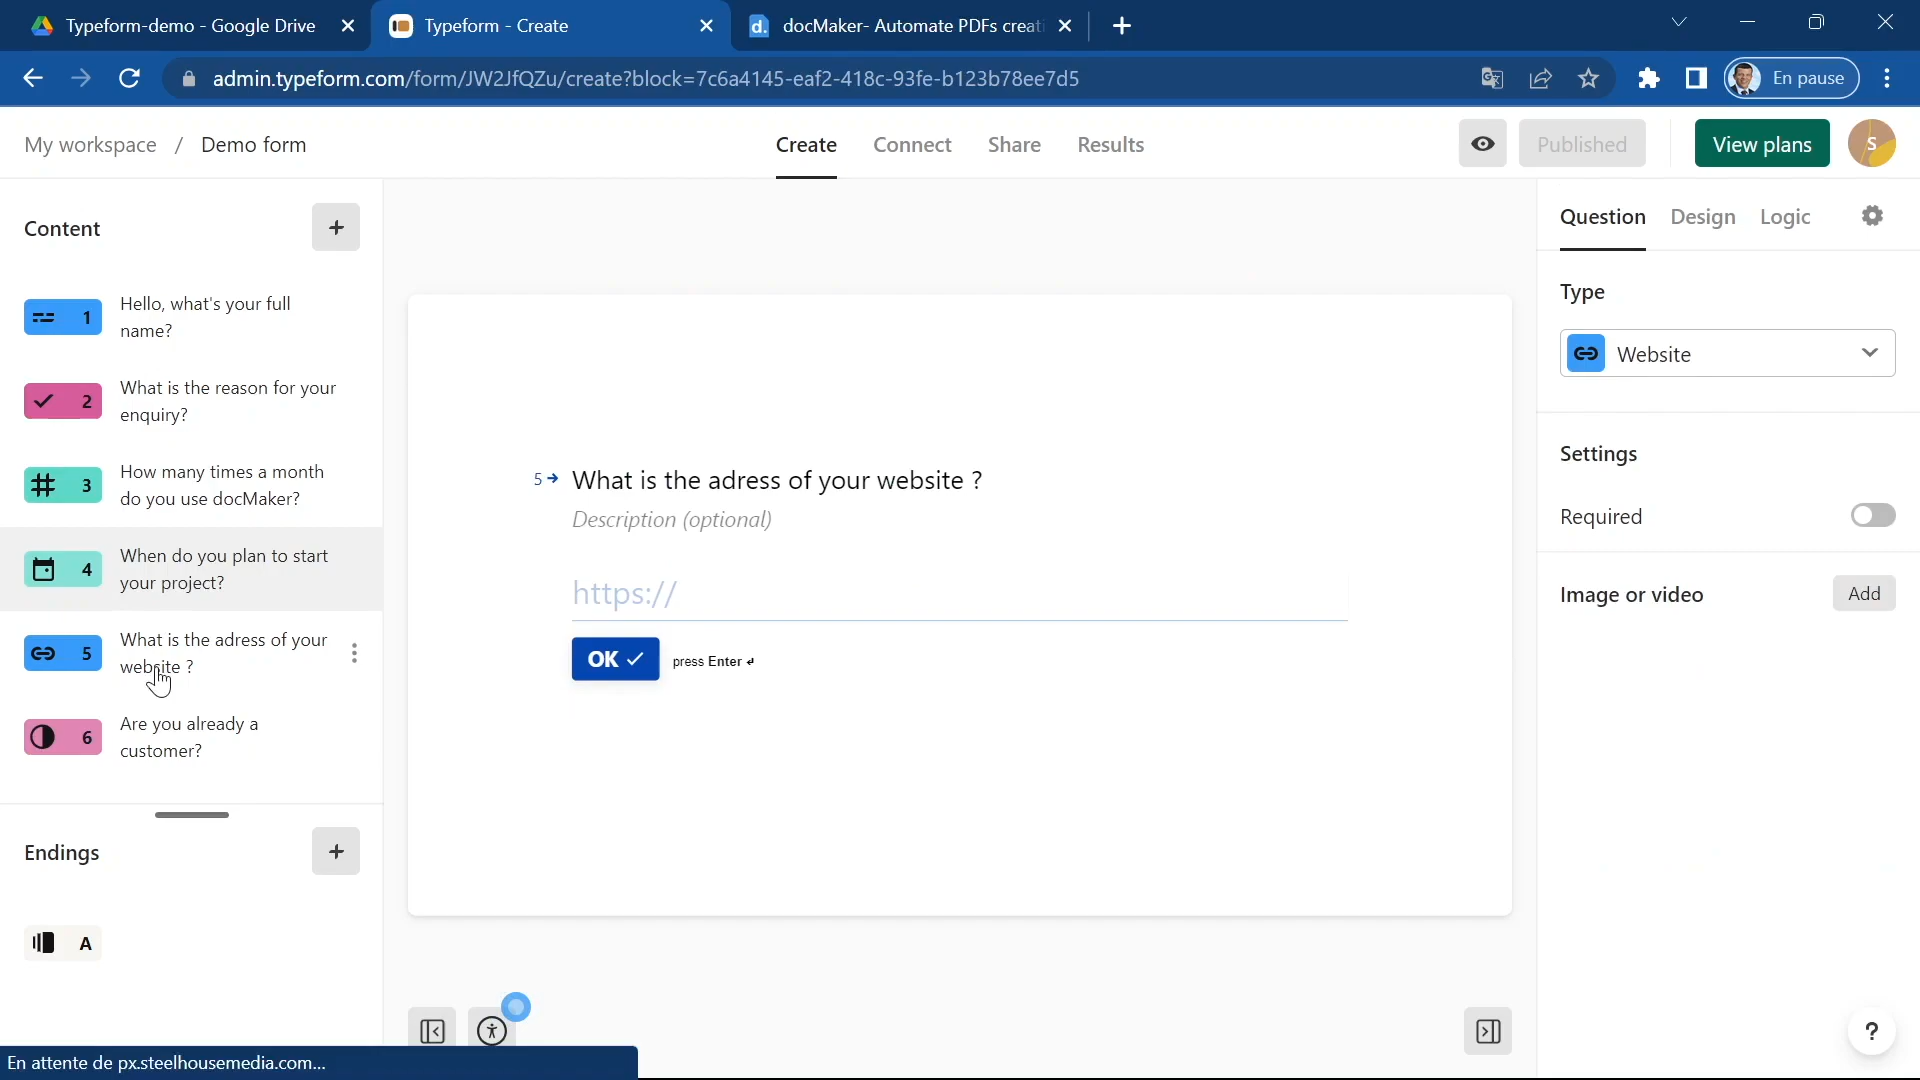 Typeform-demo - Google Drive
Typeform - Create
docMaker- Automate PDFs creati
admin.typeform.com/form/JW2JfQZu/create?block=7c6a4145-eaf2-418c-93fe-b123b78ee7d5
En pause
My workspace / Demo form
Create
Connect
Share
Results
Published
View plans
S
Content
+
1
Hello, what's your full
name?
2
What is the reason for your
enquiry?
3
How many times a month
do you use docMaker?
4
When do you plan to start
your project?
5
What is the adress of your
website ?
6
Are you already a
customer?
Endings
+
A
5 What is the adress of your website ?
Description (optional)
https://
OK
press Enter ↵
Question
Design
Logic
Type
Website
Settings
Required
Image or video
Add
?
En attente de px.steelhousemedia.com...